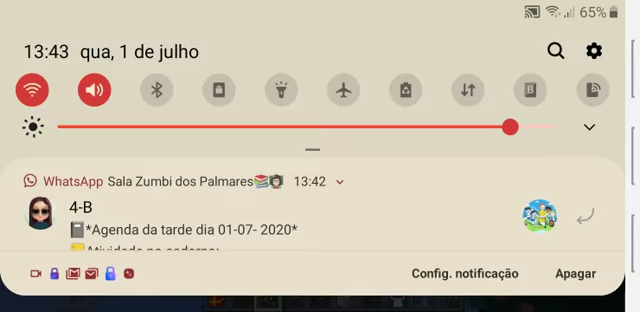 65%
13:43 qua, 1 de julho
WhatsApp Sala Zumbi dos Palmares 13:42
4-B
*Agenda da tarde dia 01-07- 2020*
Atividade no caderno:
Config. notificação Apagar